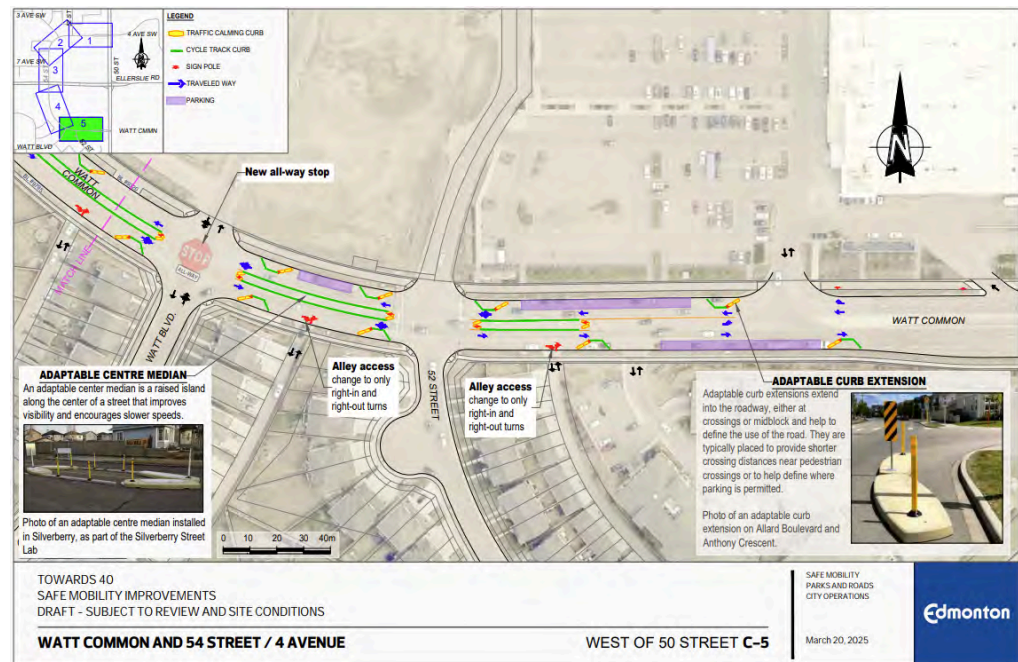 3 AVE SW
54 ST
4 AVE SW
7 AVE SW
54 ST
50 ST
ELLERSLIE RD
WATT CMMN
WATT BLVD
1
2
3
4
5
LEGEND
TRAFFIC CALMING CURB
CYCLE TRACK CURB
SIGN POLE
TRAVELED WAY
PARKING
N
New all-way stop
WATT
COMMON
STOP
ALL-WAY
MATCH LINE
WATT BLVD.
52 STREET
WATT COMMON
Alley access
change to only
right-in and
right-out turns
Alley access
change to only
right-in and
right-out turns
ADAPTABLE CENTRE MEDIAN
An adaptable center median is a raised island
along the center of a street that improves
visibility and encourages slower speeds.
Photo of an adaptable centre median installed
in Silverberry, as part of the Silverberry Street
Lab
0 10 20 30 40m
ADAPTABLE CURB EXTENSION
Adaptable curb extensions extend
into the roadway, either at
crossings or midblock and help to
define the use of the road. They are
typically placed to provide shorter
crossing distances near pedestrian
crossings or to help define where
parking is permitted.
Photo of an adaptable curb
extension on Allard Boulevard and
Anthony Crescent.
TOWARDS 40
SAFE MOBILITY IMPROVEMENTS
DRAFT - SUBJECT TO REVIEW AND SITE CONDITIONS
WATT COMMON AND 54 STREET / 4 AVENUE
WEST OF 50 STREET C-5
SAFE MOBILITY
PARKS AND ROADS
CITY OPERATIONS
March 20, 2025
Edmonton